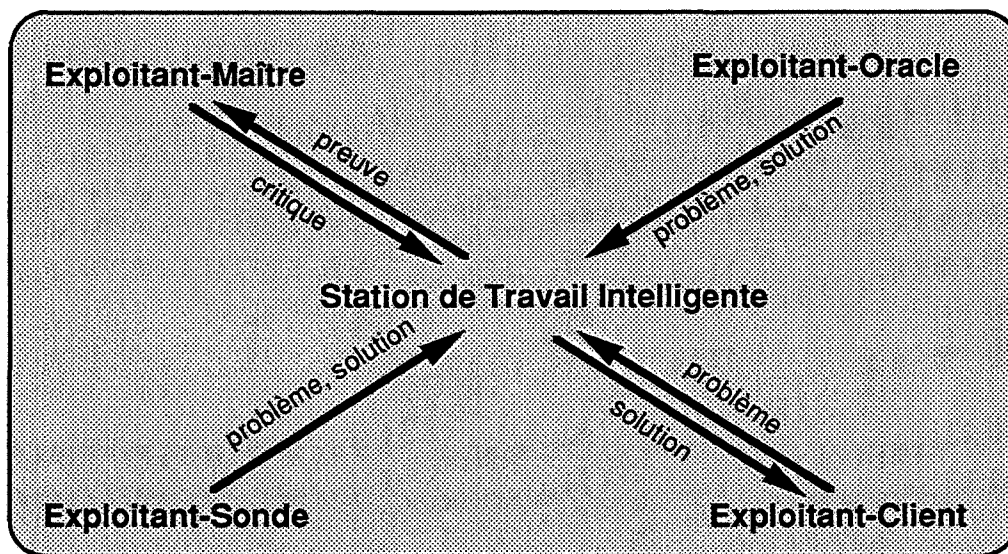 Exploitant-Maître
Exploitant-Oracle
preuve
critique
problème, solution
Station de Travail Intelligente
problème, solution
problème
solution
Exploitant-Sonde
Exploitant-Client